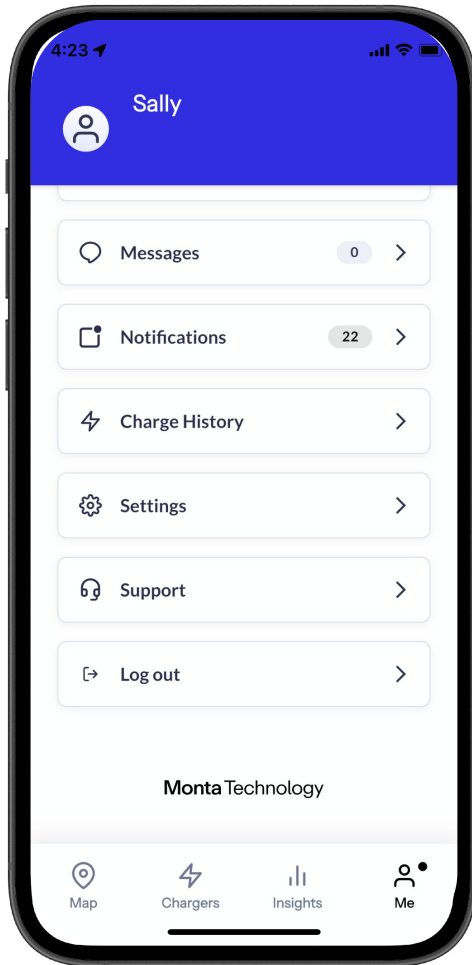 4:23
Sally
Messages 0
Notifications 22
Charge History
Settings
Support
Log out
Monta Technology
Map Chargers Insights Me